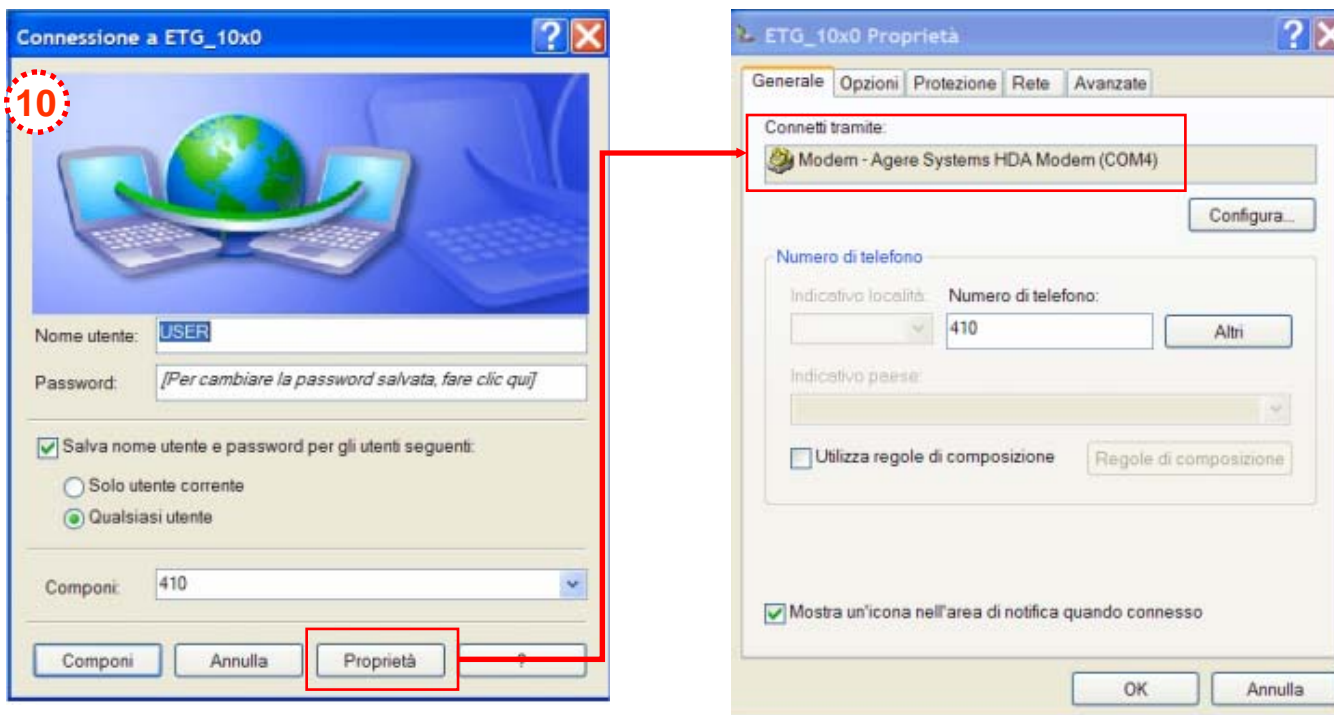 Connessione a ETG_10x0
?
10
Nome utente:
USER
Password:
[Per cambiare la password salvata, fare clic qui]
Salva nome utente e password per gli utenti seguenti:
Solo utente corrente
Qualsiasi utente
Componi:
410
Componi
Annulla
Proprietà
?
ETG_10x0 Proprietà
?
Generale
Opzioni
Protezione
Rete
Avanzate
Connetti tramite:
Modem - Agere Systems HDA Modem (COM4)
Configura...
Numero di telefono
Indicativo località:
Numero di telefono:
410
Altri
Indicativo paese:
Utilizza regole di composizione
Regole di composizione
Mostra un'icona nell'area di notifica quando connesso
OK
Annulla